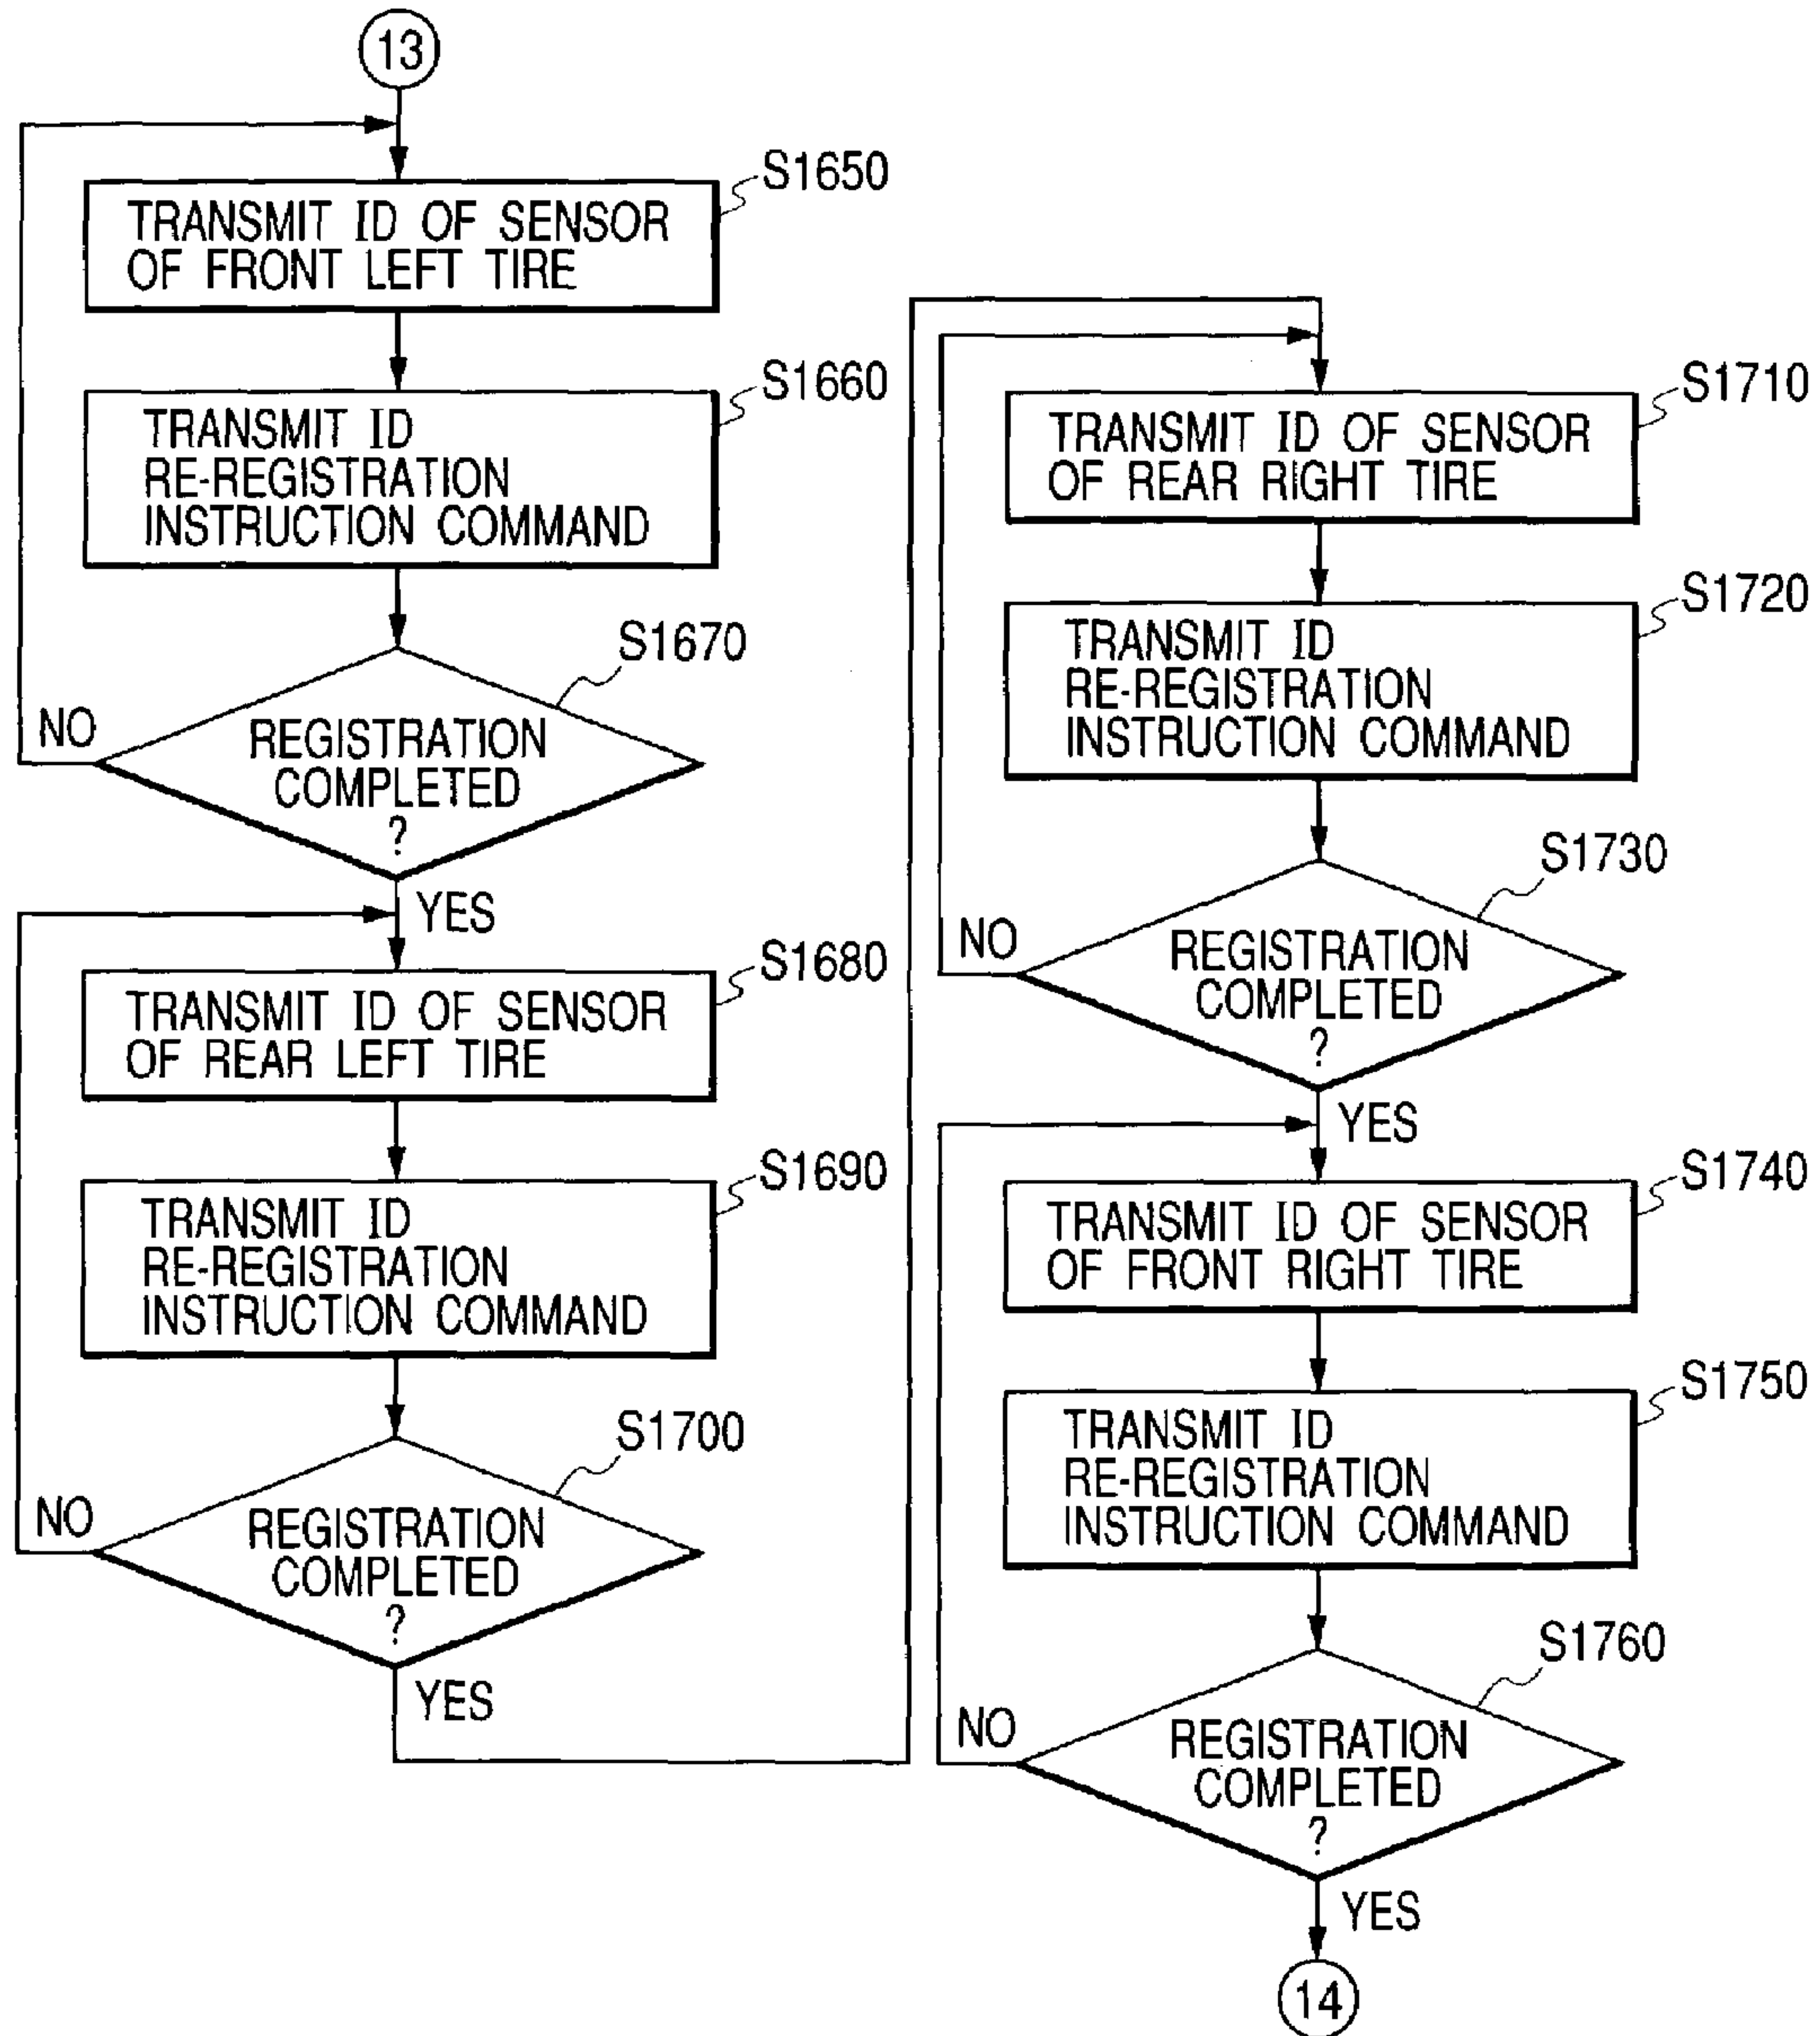 13
S1650
TRANSMIT ID OF SENSOR
OF FRONT LEFT TIRE
S1660
TRANSMIT ID
RE-REGISTRATION
INSTRUCTION COMMAND
S1670
NO
REGISTRATION
COMPLETED
?
YES
S1680
TRANSMIT ID OF SENSOR
OF REAR LEFT TIRE
S1690
TRANSMIT ID
RE-REGISTRATION
INSTRUCTION COMMAND
S1700
NO
REGISTRATION
COMPLETED
?
YES
S1710
TRANSMIT ID OF SENSOR
OF REAR RIGHT TIRE
S1720
TRANSMIT ID
RE-REGISTRATION
INSTRUCTION COMMAND
S1730
NO
REGISTRATION
COMPLETED
?
YES
S1740
TRANSMIT ID OF SENSOR
OF FRONT RIGHT TIRE
S1750
TRANSMIT ID
RE-REGISTRATION
INSTRUCTION COMMAND
S1760
NO
REGISTRATION
COMPLETED
?
YES
14